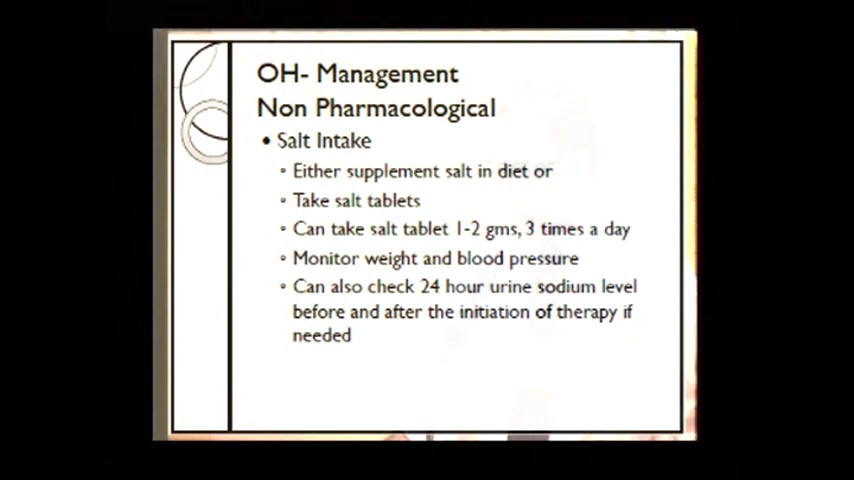 OH- Management
Non Pharmacological
• Salt Intake
◦ Either supplement salt in diet or
◦ Take salt tablets
◦ Can take salt tablet 1-2 gms, 3 times a day
◦ Monitor weight and blood pressure
◦ Can also check 24 hour urine sodium level
before and after the initiation of therapy if
needed